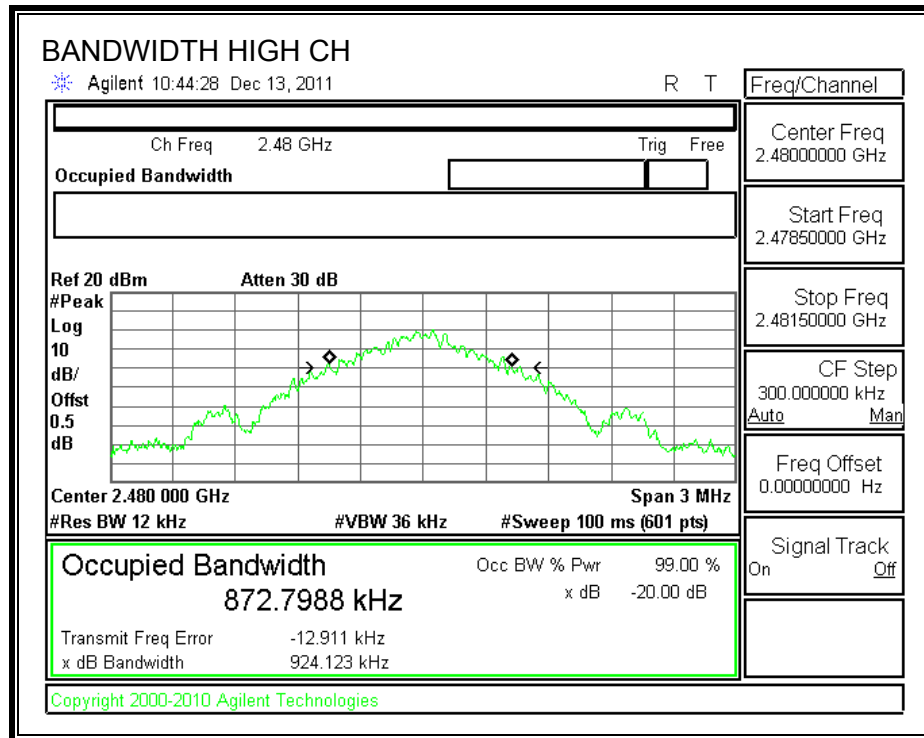 BANDWIDTH HIGH CH
Agilent 10:44:28 Dec 13, 2011 R T
Freq/Channel
Ch Freq 2.48 GHz Trig Free
Occupied Bandwidth
Center Freq
2.48000000 GHz
Start Freq
2.47850000 GHz
Stop Freq
2.48150000 GHz
CF Step
300.000000 kHz
Auto Man
Freq Offset
0.00000000 Hz
Signal Track
On Off
Ref 20 dBm Atten 30 dB
#Peak
Log
10
dB/
Offst
0.5
dB
Center 2.480 000 GHz Span 3 MHz
#Res BW 12 kHz #VBW 36 kHz #Sweep 100 ms (601 pts)
Occupied Bandwidth Occ BW % Pwr 99.00 %
872.7988 kHz x dB -20.00 dB
Transmit Freq Error -12.911 kHz
x dB Bandwidth 924.123 kHz
Copyright 2000-2010 Agilent Technologies